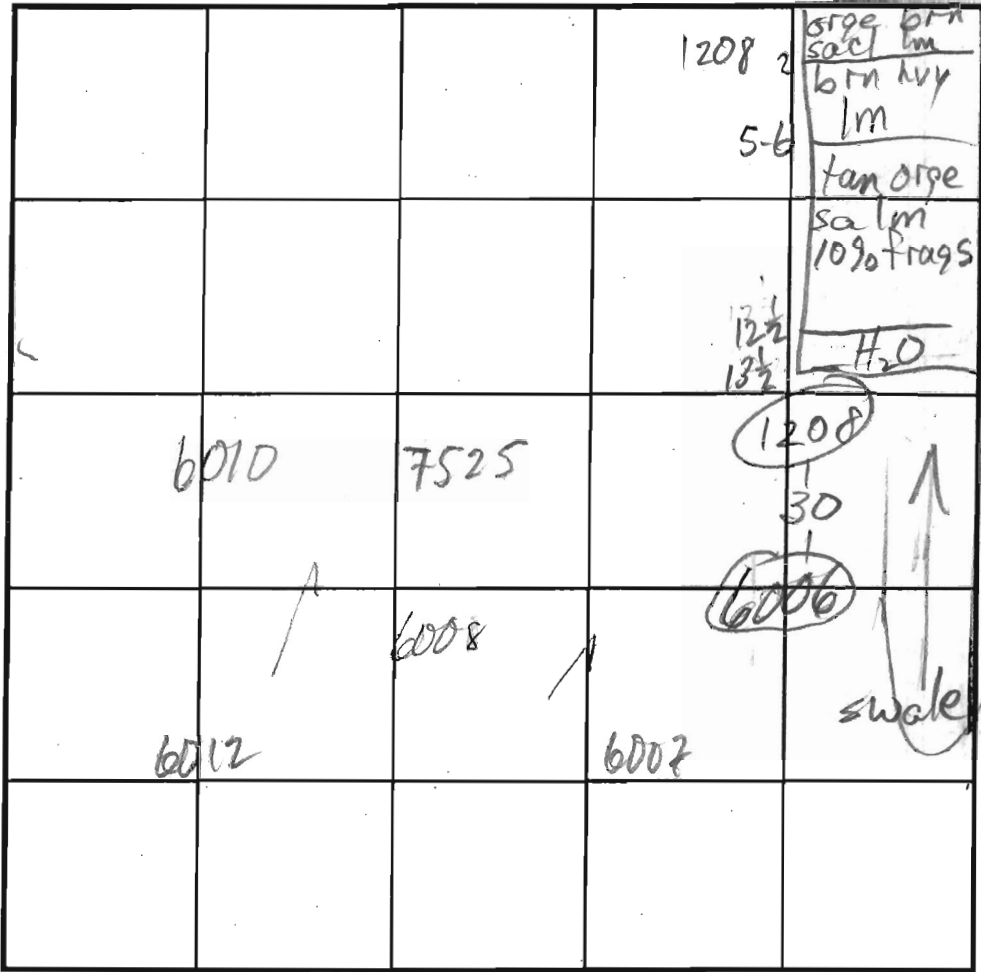 orge brn
1208 2 sacl lm
brn hvy
lm
5-6
tan orge
sa lm
10% frags
12½
H₂O
13½
1208
6010 7525
30
6006
6008
swale
6012 6007